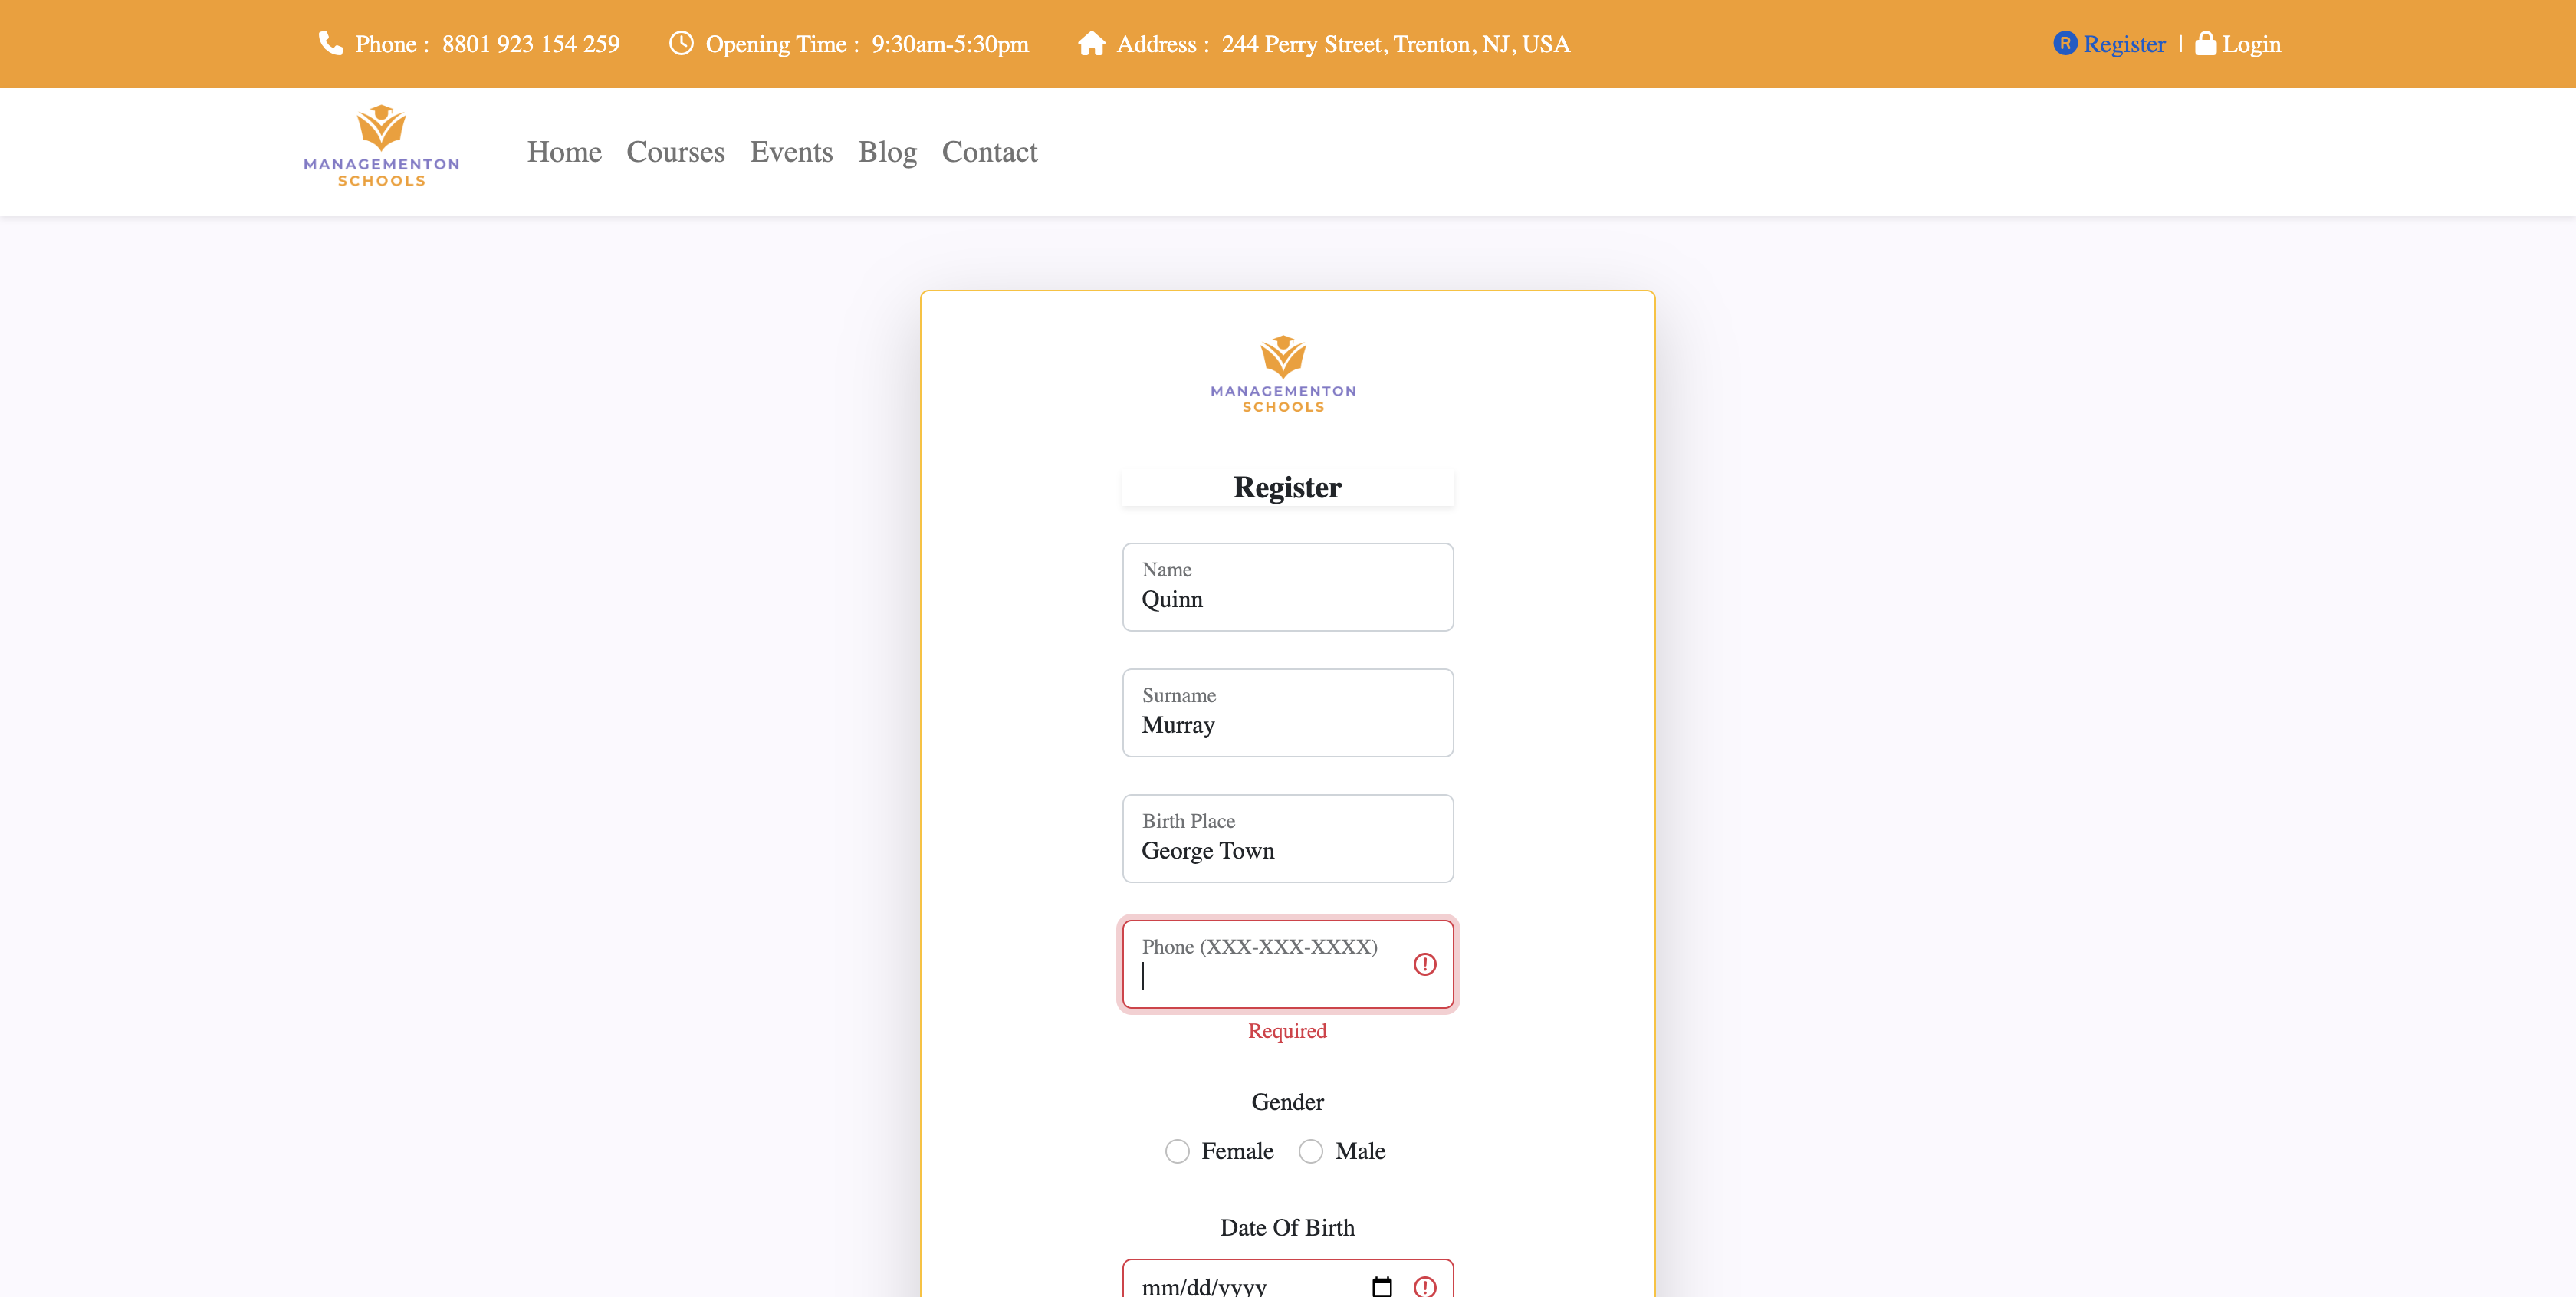 Phone : 8801 923 154 259 Opening Time : 9:30am-5:30pm Address : 244 Perry Street, Trenton, NJ, USA R Register | Login
MANAGEMENTON
SCHOOLS
Home Courses Events Blog Contact
MANAGEMENTON
SCHOOLS
Register
Name
Quinn
Surname
Murray
Birth Place
George Town
Phone (XXX-XXX-XXXX)
Required
Gender
Female Male
Date Of Birth
mm/dd/yyyy